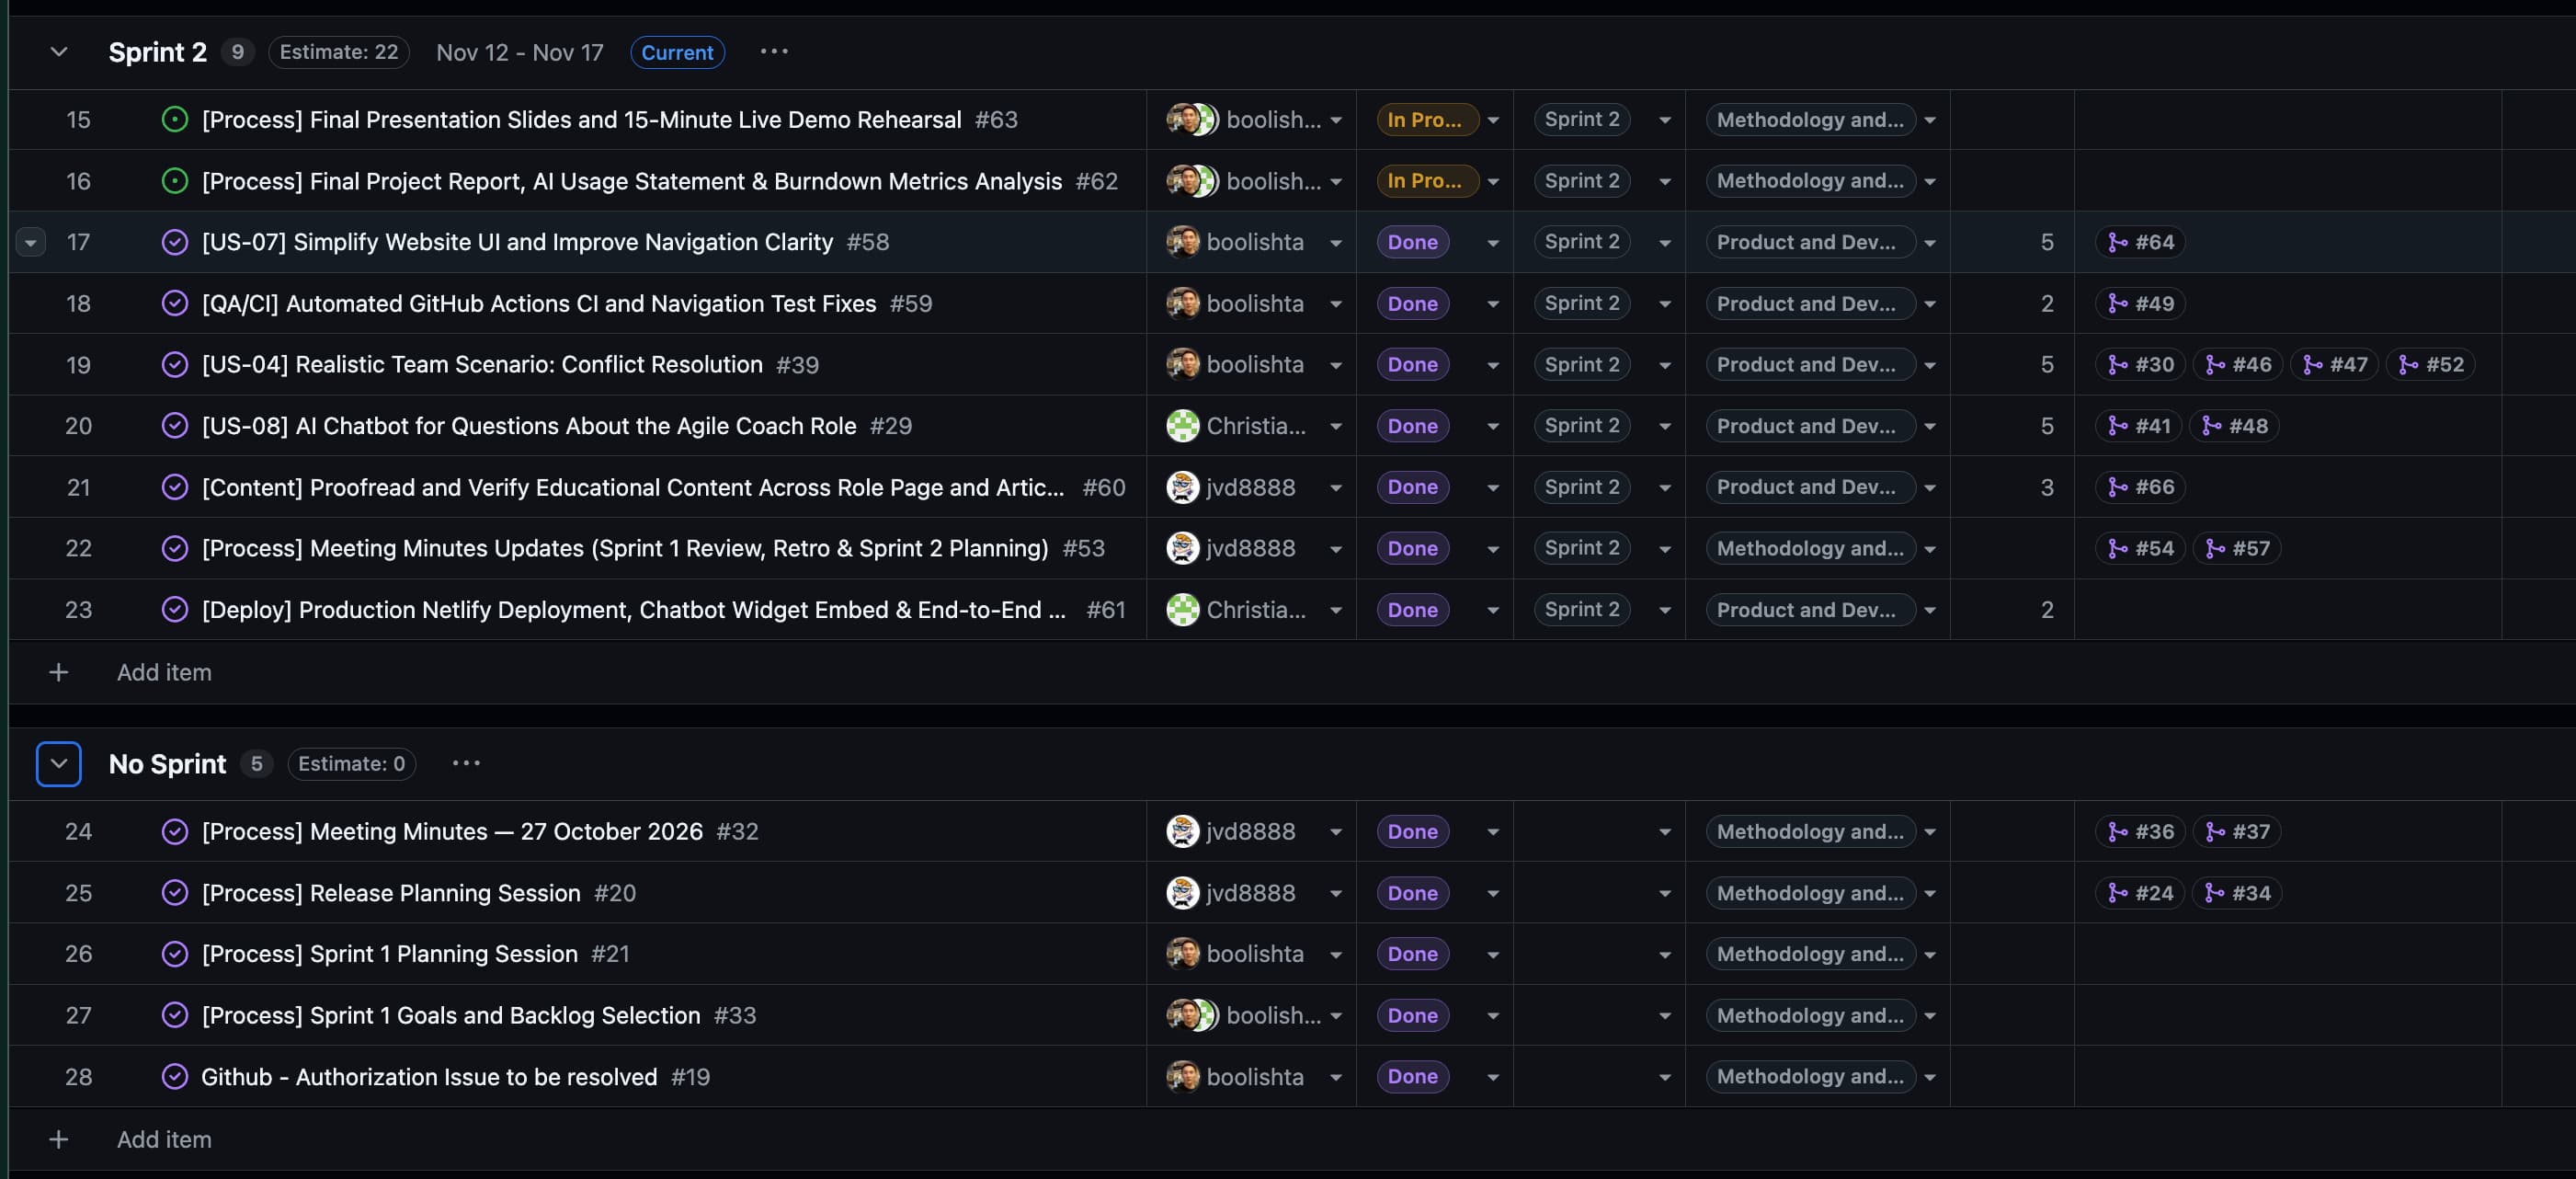 Sprint 2 9 Estimate: 22 Nov 12 - Nov 17 Current
15 [Process] Final Presentation Slides and 15-Minute Live Demo Rehearsal #63 boolish... In Pro... Sprint 2 Methodology and...
16 [Process] Final Project Report, AI Usage Statement & Burndown Metrics Analysis #62 boolish... In Pro... Sprint 2 Methodology and...
17 [US-07] Simplify Website UI and Improve Navigation Clarity #58 boolishta Done Sprint 2 Product and Dev... 5 #64
18 [QA/CI] Automated GitHub Actions CI and Navigation Test Fixes #59 boolishta Done Sprint 2 Product and Dev... 2 #49
19 [US-04] Realistic Team Scenario: Conflict Resolution #39 boolishta Done Sprint 2 Product and Dev... 5 #30 #46 #47 #52
20 [US-08] AI Chatbot for Questions About the Agile Coach Role #29 Christia... Done Sprint 2 Product and Dev... 5 #41 #48
21 [Content] Proofread and Verify Educational Content Across Role Page and Artic... #60 jvd8888 Done Sprint 2 Product and Dev... 3 #66
22 [Process] Meeting Minutes Updates (Sprint 1 Review, Retro & Sprint 2 Planning) #53 jvd8888 Done Sprint 2 Methodology and... #54 #57
23 [Deploy] Production Netlify Deployment, Chatbot Widget Embed & End-to-End ... #61 Christia... Done Sprint 2 Product and Dev... 2
Add item
No Sprint 5 Estimate: 0
24 [Process] Meeting Minutes — 27 October 2026 #32 jvd8888 Done Methodology and... #36 #37
25 [Process] Release Planning Session #20 jvd8888 Done Methodology and... #24 #34
26 [Process] Sprint 1 Planning Session #21 boolishta Done Methodology and...
27 [Process] Sprint 1 Goals and Backlog Selection #33 boolish... Done Methodology and...
28 Github - Authorization Issue to be resolved #19 boolishta Done Methodology and...
Add item